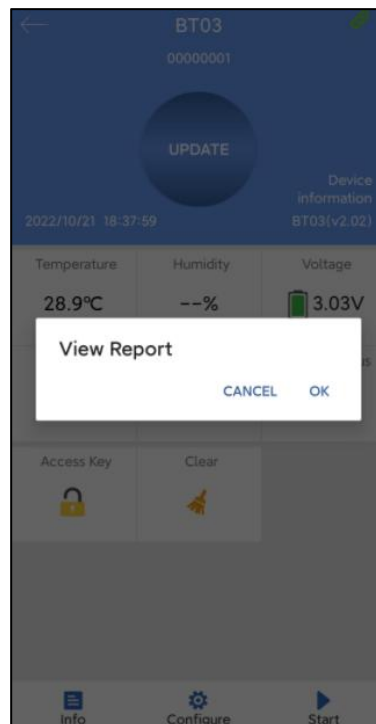 BT03
00000001
UPDATE
Device
information
2022/10/21 18:37:59
BT03(v2.02)
Temperature
Humidity
Voltage
28.9℃
--%
3.03V
View Report
CANCEL
OK
Access Key
Clear
Info
Configure
Start